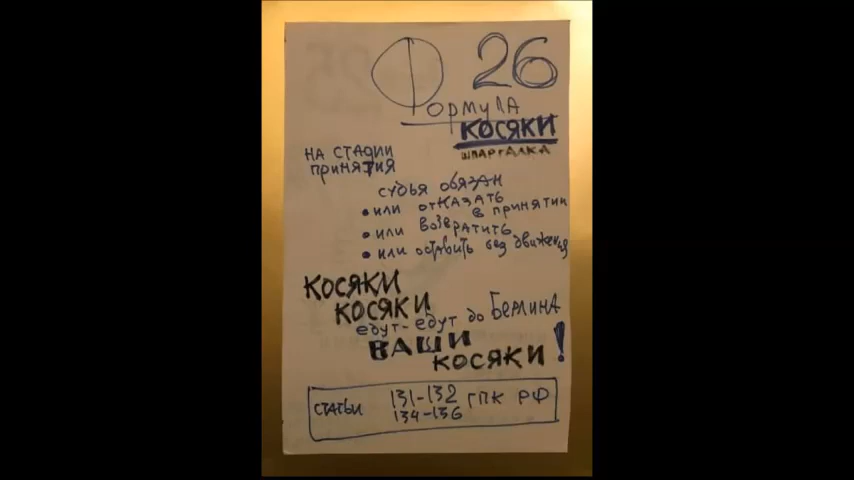 Ф 26
ФОРМУЛА
КОСЯКИ
ШПАРГАЛКА
НА СТАДИИ
ПРИНЯТИЯ
СУДЬЯ ОБЯЗАН
• ИЛИ ОТКАЗАТЬ
В ПРИНЯТИИ
• ИЛИ ВОЗВРАТИТЬ
• ИЛИ ОСТАВИТЬ БЕЗ ДВИЖЕНИЯ
КОСЯКИ
КОСЯКИ
ЕДУТ-ЕДУТ ДО БЕРЛИНА
ВАШИ
КОСЯКИ!
СТАТЬИ 131-132 ГПК РФ
134-136